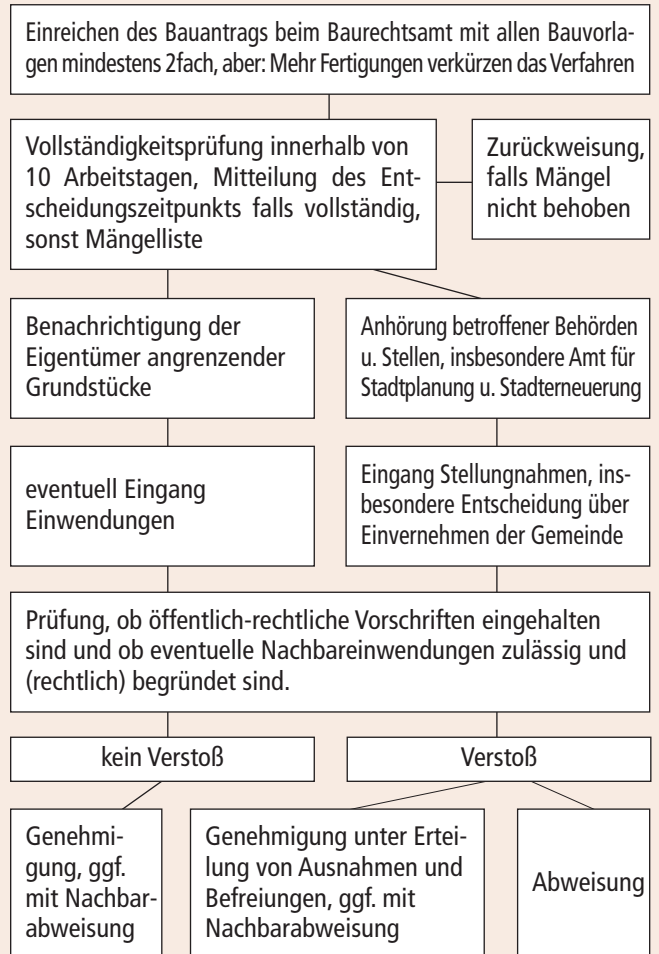 Einreichen des Bauantrags beim Baurechtsamt mit allen Bauvorla-
gen mindestens 2fach, aber: Mehr Fertigungen verkürzen das Verfahren
Vollständigkeitsprüfung innerhalb von
10 Arbeitstagen, Mitteilung des Ent-
scheidungszeitpunkts falls vollständig,
sonst Mängelliste
Zurückweisung,
falls Mängel
nicht behoben
Benachrichtigung der
Eigentümer angrenzender
Grundstücke
Anhörung betroffener Behörden
u. Stellen, insbesondere Amt für
Stadtplanung u. Stadterneuerung
eventuell Eingang
Einwendungen
Eingang Stellungnahmen, ins-
besondere Entscheidung über
Einvernehmen der Gemeinde
Prüfung, ob öffentlich-rechtliche Vorschriften eingehalten
sind und ob eventuelle Nachbareinwendungen zulässig und
(rechtlich) begründet sind.
kein Verstoß
Verstoß
Genehmi-
gung, ggf.
mit Nachbar-
abweisung
Genehmigung unter Ertei-
lung von Ausnahmen und
Befreiungen, ggf. mit
Nachbarabweisung
Abweisung